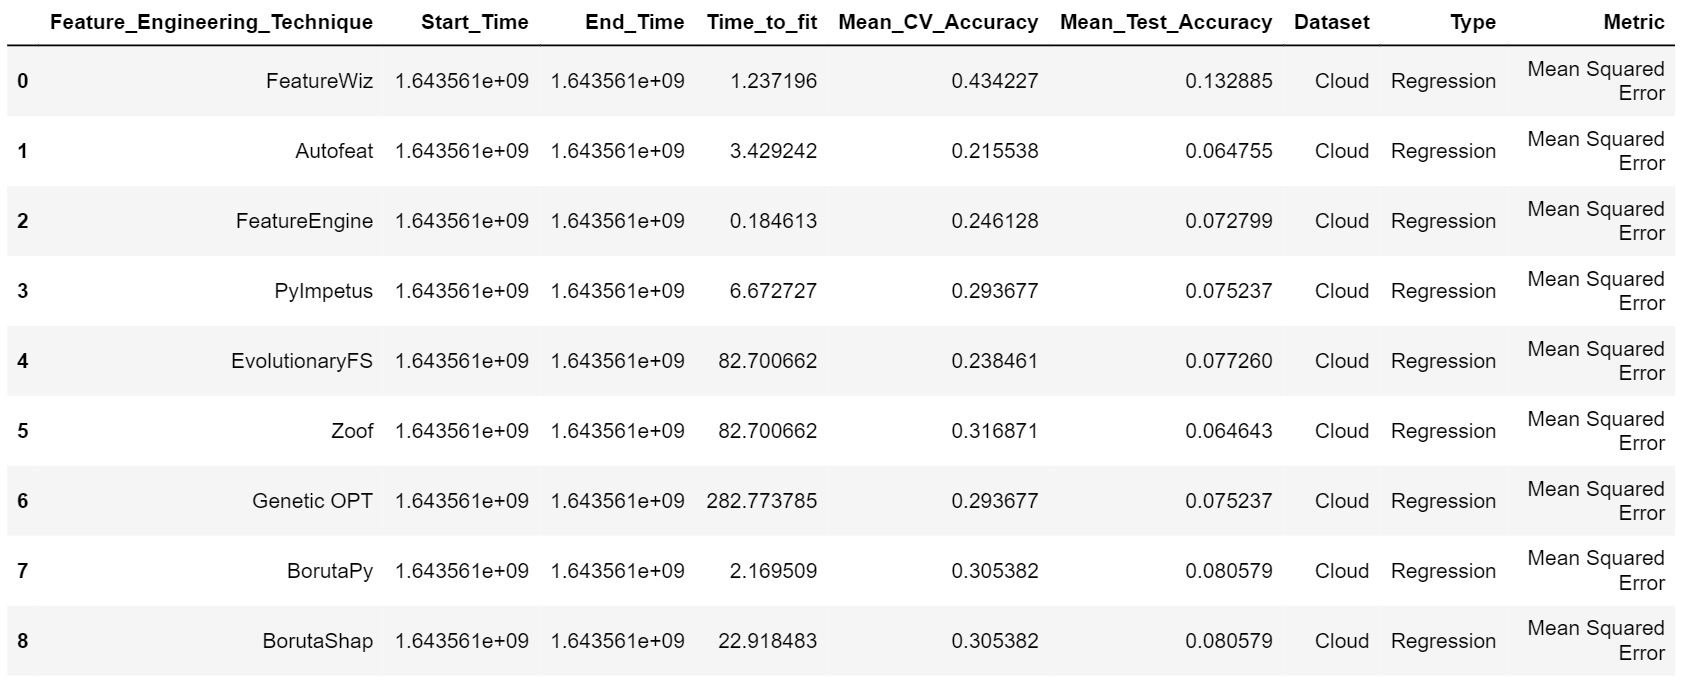 Feature_Engineering_Technique Start_Time End_Time Time_to_fit Mean_CV_Accuracy Mean_Test_Accuracy Dataset Type Metric
0 FeatureWiz 1.643561e+09 1.643561e+09 1.237196 0.434227 0.132885 Cloud Regression Mean Squared
Error
1 Autofeat 1.643561e+09 1.643561e+09 3.429242 0.215538 0.064755 Cloud Regression Mean Squared
Error
2 FeatureEngine 1.643561e+09 1.643561e+09 0.184613 0.246128 0.072799 Cloud Regression Mean Squared
Error
3 PyImpetus 1.643561e+09 1.643561e+09 6.672727 0.293677 0.075237 Cloud Regression Mean Squared
Error
4 EvolutionaryFS 1.643561e+09 1.643561e+09 82.700662 0.238461 0.077260 Cloud Regression Mean Squared
Error
5 Zoof 1.643561e+09 1.643561e+09 82.700662 0.316871 0.064643 Cloud Regression Mean Squared
Error
6 Genetic OPT 1.643561e+09 1.643561e+09 282.773785 0.293677 0.075237 Cloud Regression Mean Squared
Error
7 BorutaPy 1.643561e+09 1.643561e+09 2.169509 0.305382 0.080579 Cloud Regression Mean Squared
Error
8 BorutaShap 1.643561e+09 1.643561e+09 22.918483 0.305382 0.080579 Cloud Regression Mean Squared
Error